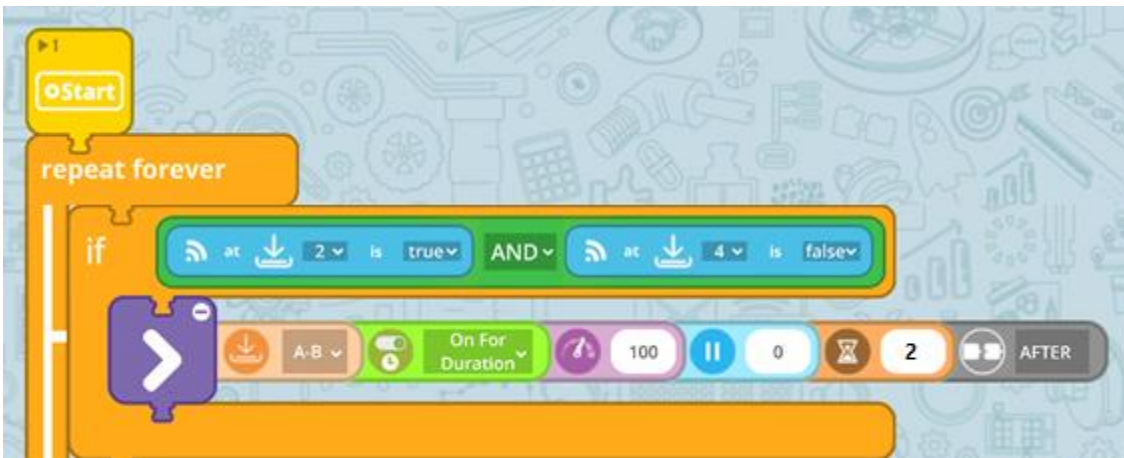 1
Start
repeat forever
if at 2 is true AND at 4 is false
A-B On For Duration 100 0 2 AFTER